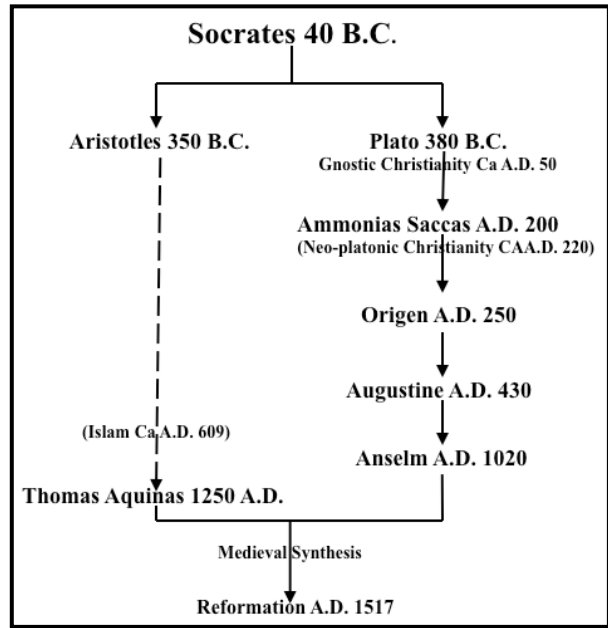 Socrates 40 B.C.
Aristotles 350 B.C.
Plato 380 B.C.
Gnostic Christianity Ca A.D. 50
Ammonias Saccas A.D. 200
(Neo-platonic Christianity CAA.D. 220)
Origen A.D. 250
Augustine A.D. 430
(Islam Ca A.D. 609)
Anselm A.D. 1020
Thomas Aquinas 1250 A.D.
Medieval Synthesis
Reformation A.D. 1517